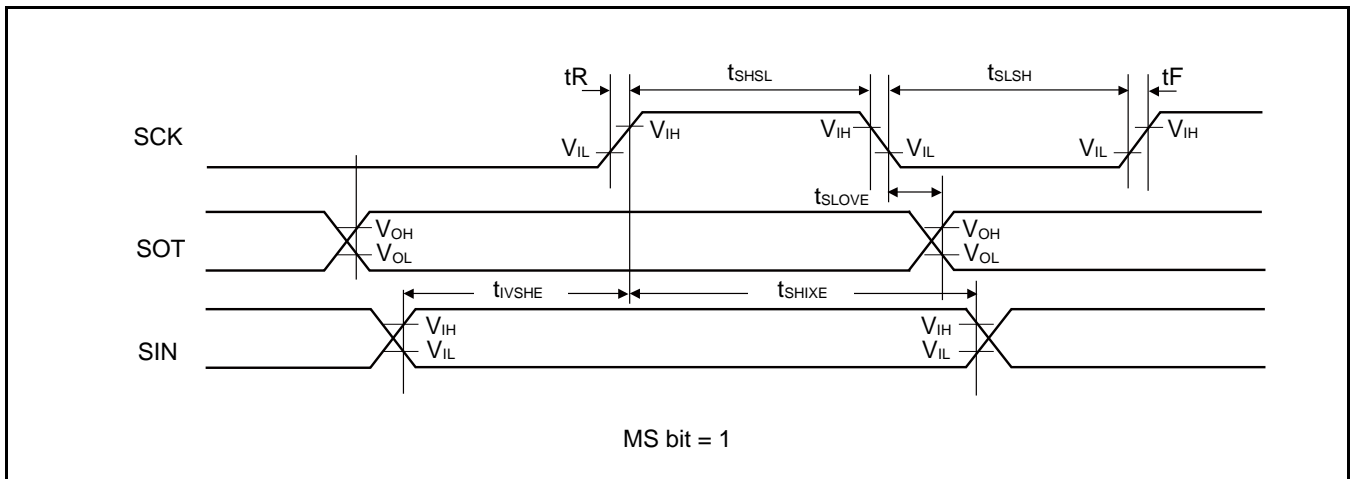 tR tSHSL tSLSH tF
SCK VIL VIH VIH VIL VIL VIH
tSLOVE
SOT VOH VOL VOH VOL
tIVSHE tSHIXE
SIN VIH VIL VIH VIL
MS bit = 1